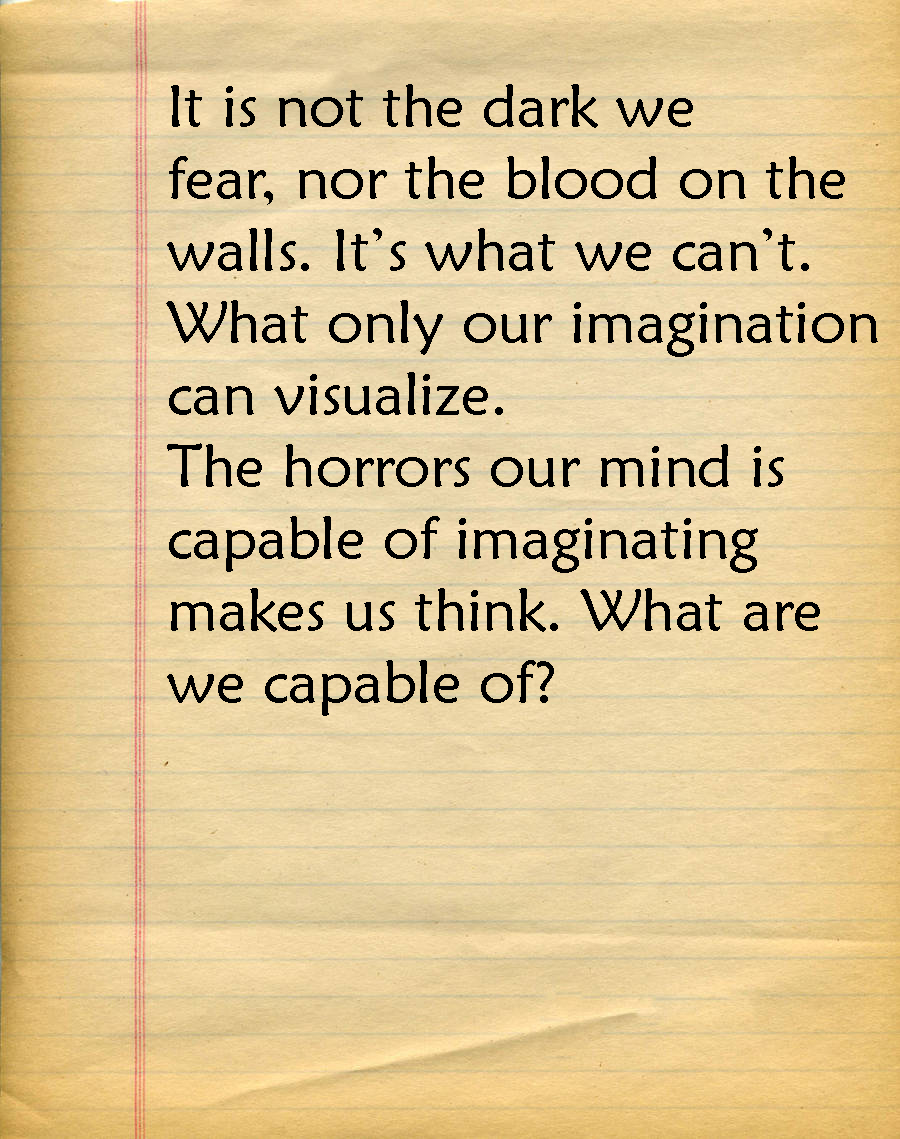 It is not the dark we
fear, nor the blood on the
walls. It’s what we can’t.
What only our imagination
can visualize.
The horrors our mind is
capable of imaginating
makes us think. What are
we capable of?